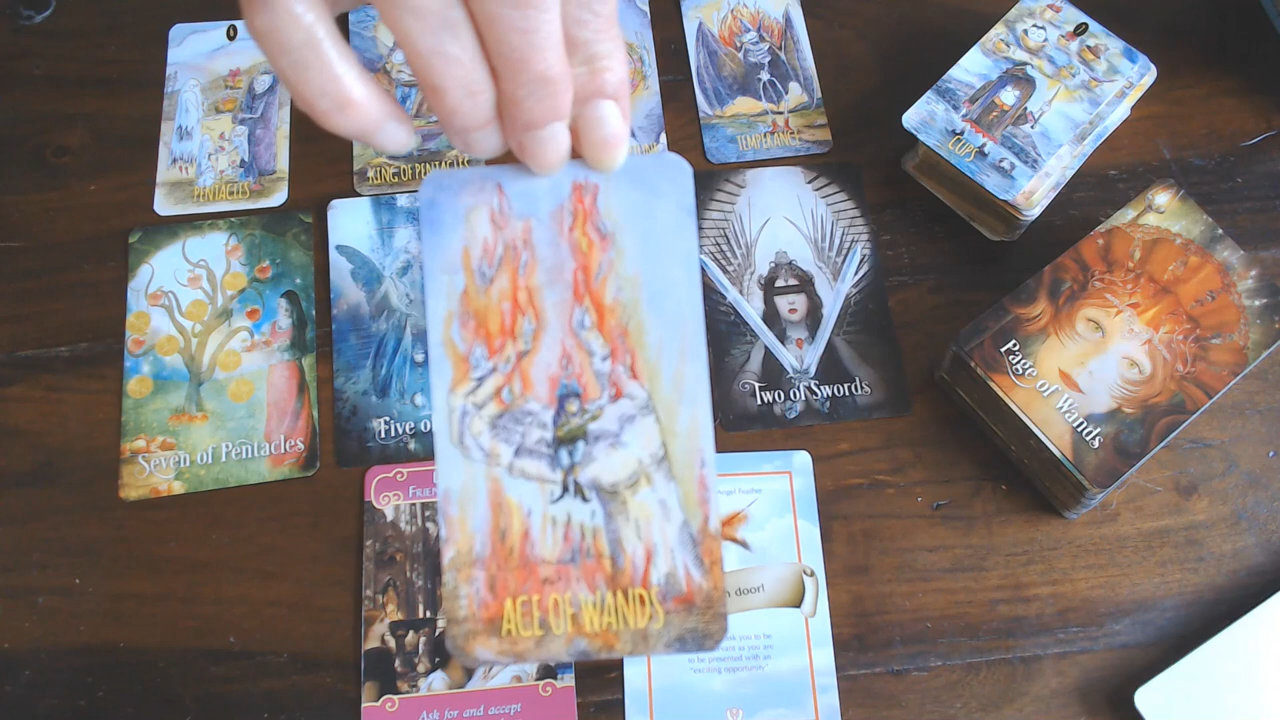 PENTACLES
KING OF PENTACLES
TEMPERANCE
CUPS
Seven of Pentacles
Five
Two of Swords
Page of Wands
ACE OF WANDS
Angel Feather
door!
ask you to be
as you are
to be presented with an
"exciting opportunity"
Ask for and accept